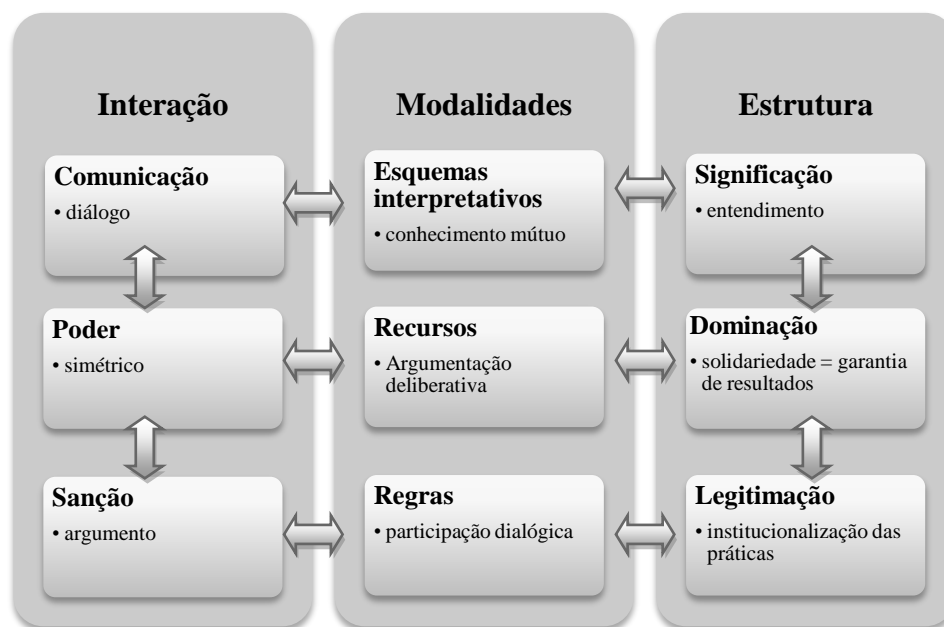 Interação
Comunicação
• diálogo
Poder
• simétrico
Sanção
• argumento
Modalidades
Esquemas
interpretativos
• conhecimento mútuo
Recursos
• Argumentação
deliberativa
Regras
• participação dialógica
Estrutura
Significação
• entendimento
Dominação
• solidariedade = garantia
de resultados
Legitimação
• institucionalização das
práticas